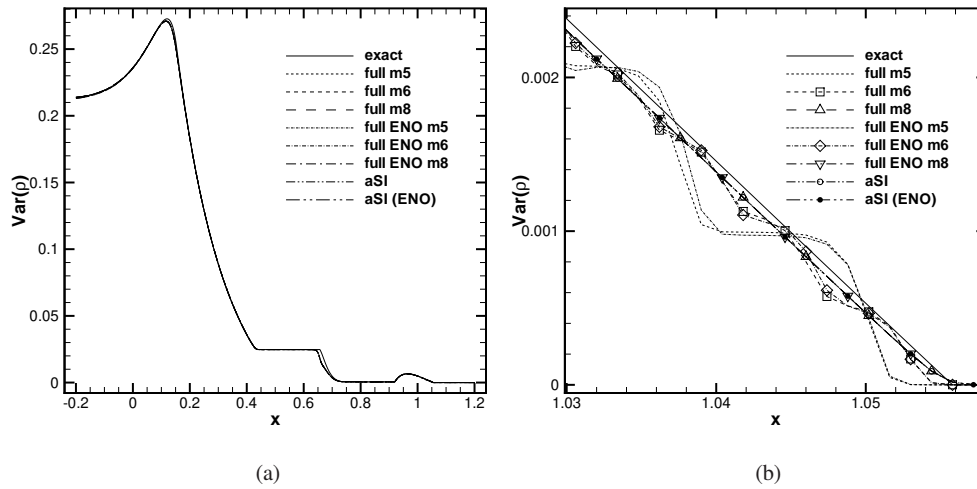 Var(ρ)
0.25
0.2
0.15
0.1
0.05
0
-0.2
0
0.2
0.4
0.6
0.8
1
1.2
x
exact
full m5
full m6
full m8
full ENO m5
full ENO m6
full ENO m8
aSI
aSI (ENO)
(a)
Var(ρ)
0.002
0.001
0
1.03
1.04
1.05
x
exact
full m5
full m6
full m8
full ENO m5
full ENO m6
full ENO m8
aSI
aSI (ENO)
(b)